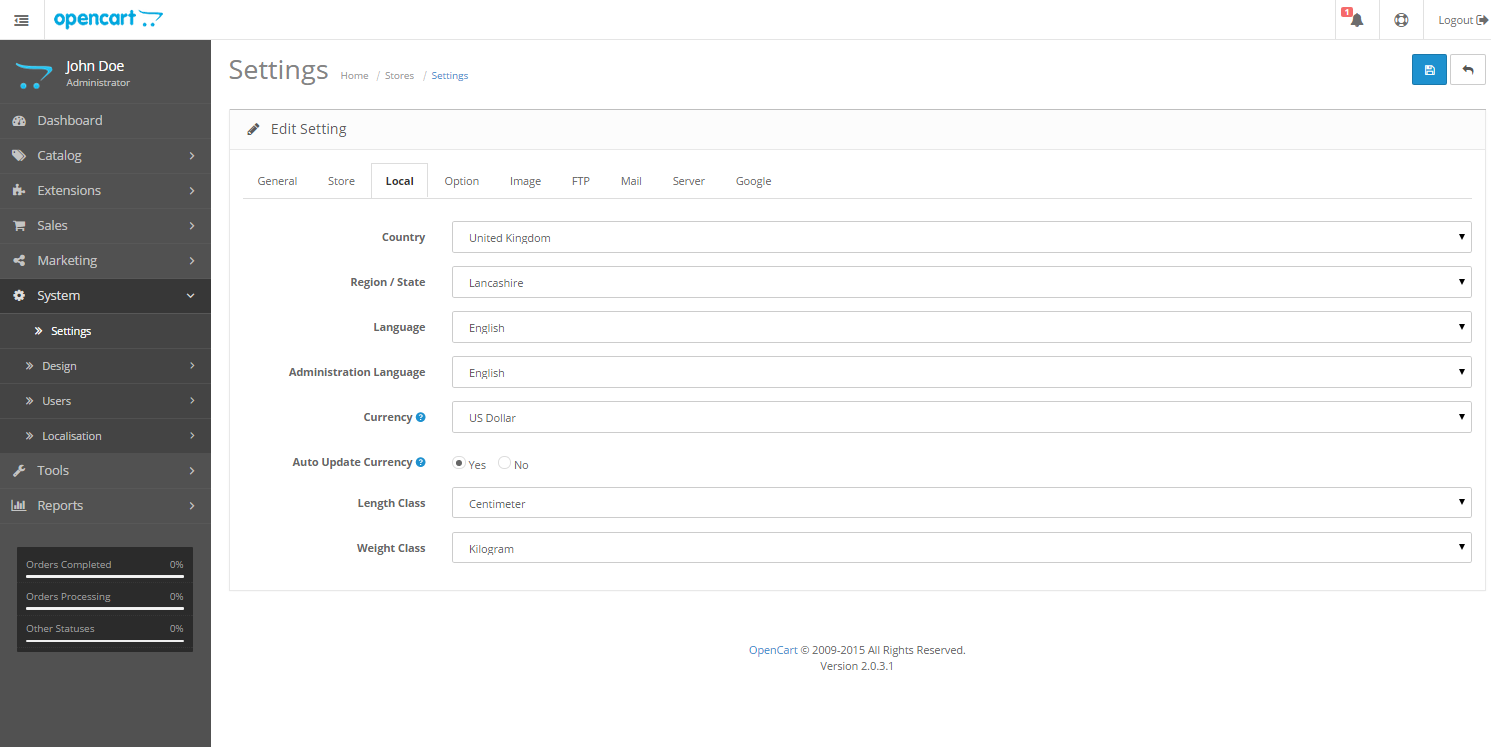 opencart
1
Logout
John Doe
Administrator
Dashboard
Catalog
Extensions
Sales
Marketing
System
Settings
Design
Users
Localisation
Tools
Reports
Orders Completed 0%
Orders Processing 0%
Other Statuses 0%
Settings Home / Stores / Settings
Edit Setting
General Store Local Option Image FTP Mail Server Google
Country United Kingdom
Region / State Lancashire
Language English
Administration Language English
Currency ? US Dollar
Auto Update Currency ? Yes No
Length Class Centimeter
Weight Class Kilogram
OpenCart © 2009-2015 All Rights Reserved.
Version 2.0.3.1